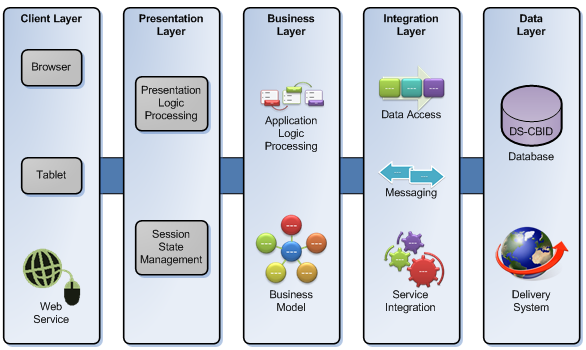 Client Layer
Browser
Tablet
Web
Service
Presentation
Layer
Presentation
Logic
Processing
Session
State
Management
Business
Layer
Application
Logic
Processing
Business
Model
Integration
Layer
Data Access
Messaging
Service
Integration
Data
Layer
DS-CBID
Database
Delivery
System